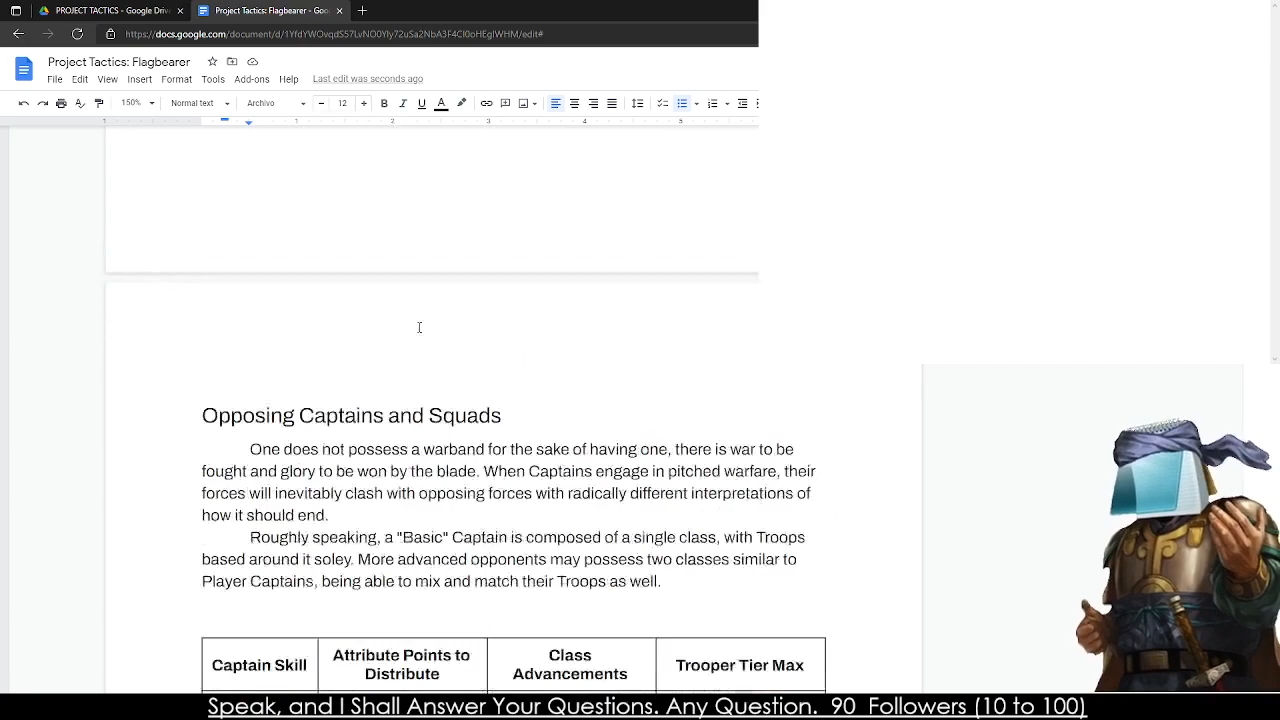 PROJECT TACTICS - Google Driv
Project Tactics: Flagbearer - Goo
https://docs.google.com/document/d/1YfdYWOvqdS57LvNO0Yly72uSa2NbA3F4Cl0oHEgIWHM/edit#
Project Tactics: Flagbearer
File Edit View Insert Format Tools Add-ons Help Last edit was seconds ago
150% Normal text Archivo 12
1 1 2 3 4 5
Opposing Captains and Squads
One does not possess a warband for the sake of having one, there is war to be
fought and glory to be won by the blade. When Captains engage in pitched warfare, their
forces will inevitably clash with opposing forces with radically different interpretations of
how it should end.
Roughly speaking, a "Basic" Captain is composed of a single class, with Troops
based around it soley. More advanced opponents may possess two classes similar to
Player Captains, being able to mix and match their Troops as well.
Captain Skill
Attribute Points to
Distribute
Class
Advancements
Trooper Tier Max
Speak, and I Shall Answer Your Questions. Any Question. 90 Followers (10 to 100)